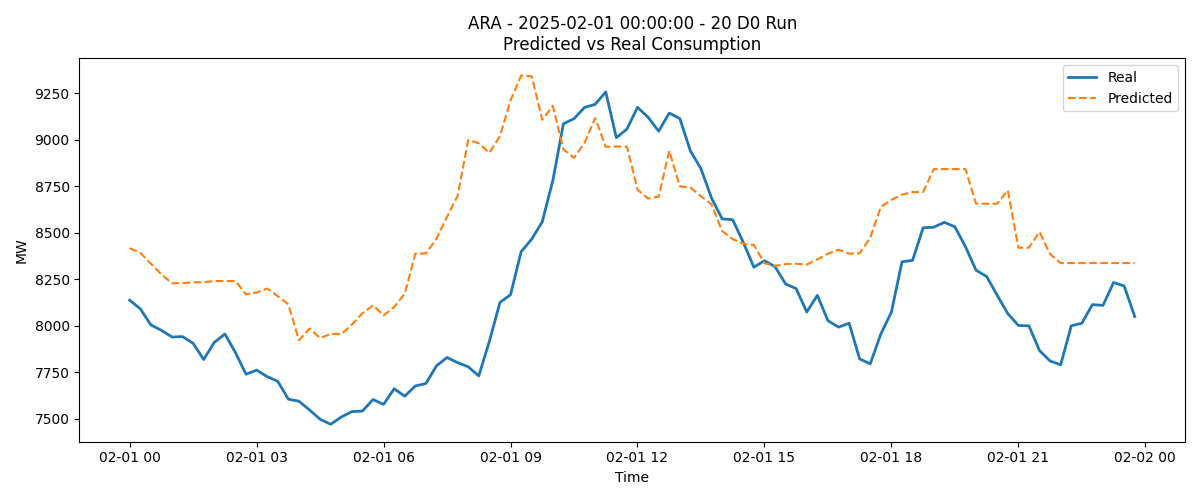 ARA - 2025-02-01 00:00:00 - 20 D0 Run
Predicted vs Real Consumption
Real
Predicted
MW
9250
9000
8750
8500
8250
8000
7750
7500
02-01 00
02-01 03
02-01 06
02-01 09
02-01 12
02-01 15
02-01 18
02-01 21
02-02 00
Time